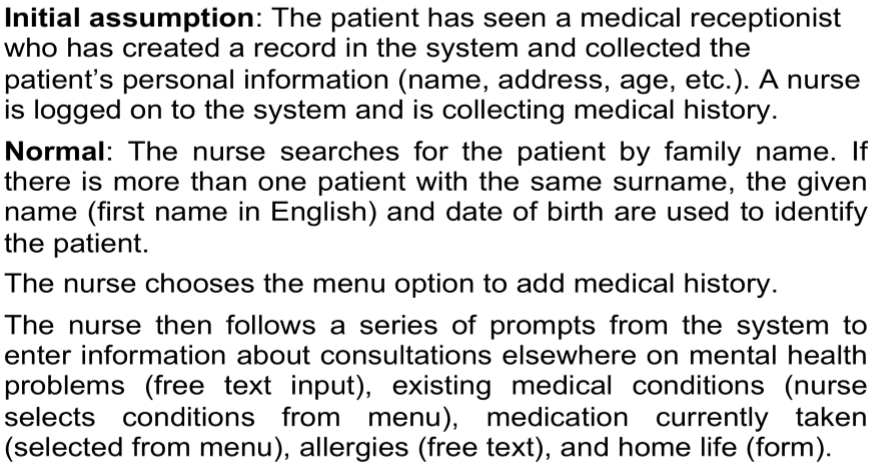 Initial assumption: The patient has seen a medical receptionist
who has created a record in the system and collected the
patient’s personal information (name, address, age, etc.). A nurse
is logged on to the system and is collecting medical history.
Normal: The nurse searches for the patient by family name. If
there is more than one patient with the same surname, the given
name (first name in English) and date of birth are used to identify
the patient.
The nurse chooses the menu option to add medical history.
The nurse then follows a series of prompts from the system to
enter information about consultations elsewhere on mental health
problems (free text input), existing medical conditions (nurse
selects conditions from menu), medication currently taken
(selected from menu), allergies (free text), and home life (form).